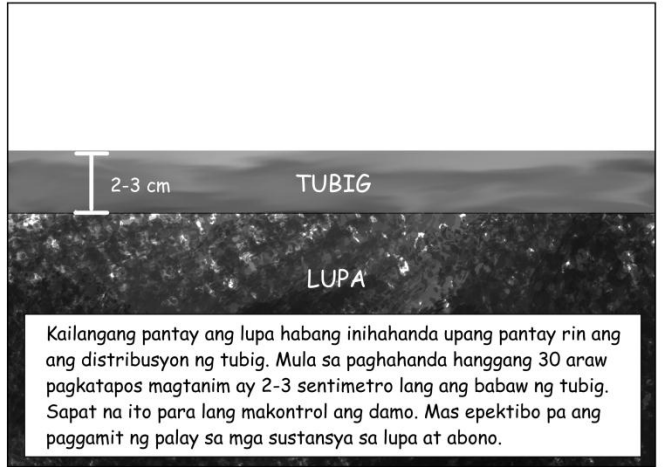 2-3 cm
TUBIG
LUPA
Kailangang pantay ang lupa habang inihahanda upang pantay rin ang
ang distribusyon ng tubig. Mula sa paghahanda hanggang 30 araw
pagkatapos magtanim ay 2-3 sentimetro lang ang babaw ng tubig.
Sapat na ito para lang makontrol ang damo. Mas epektibo pa ang
paggamit ng palay sa mga sustansya sa lupa at abono.